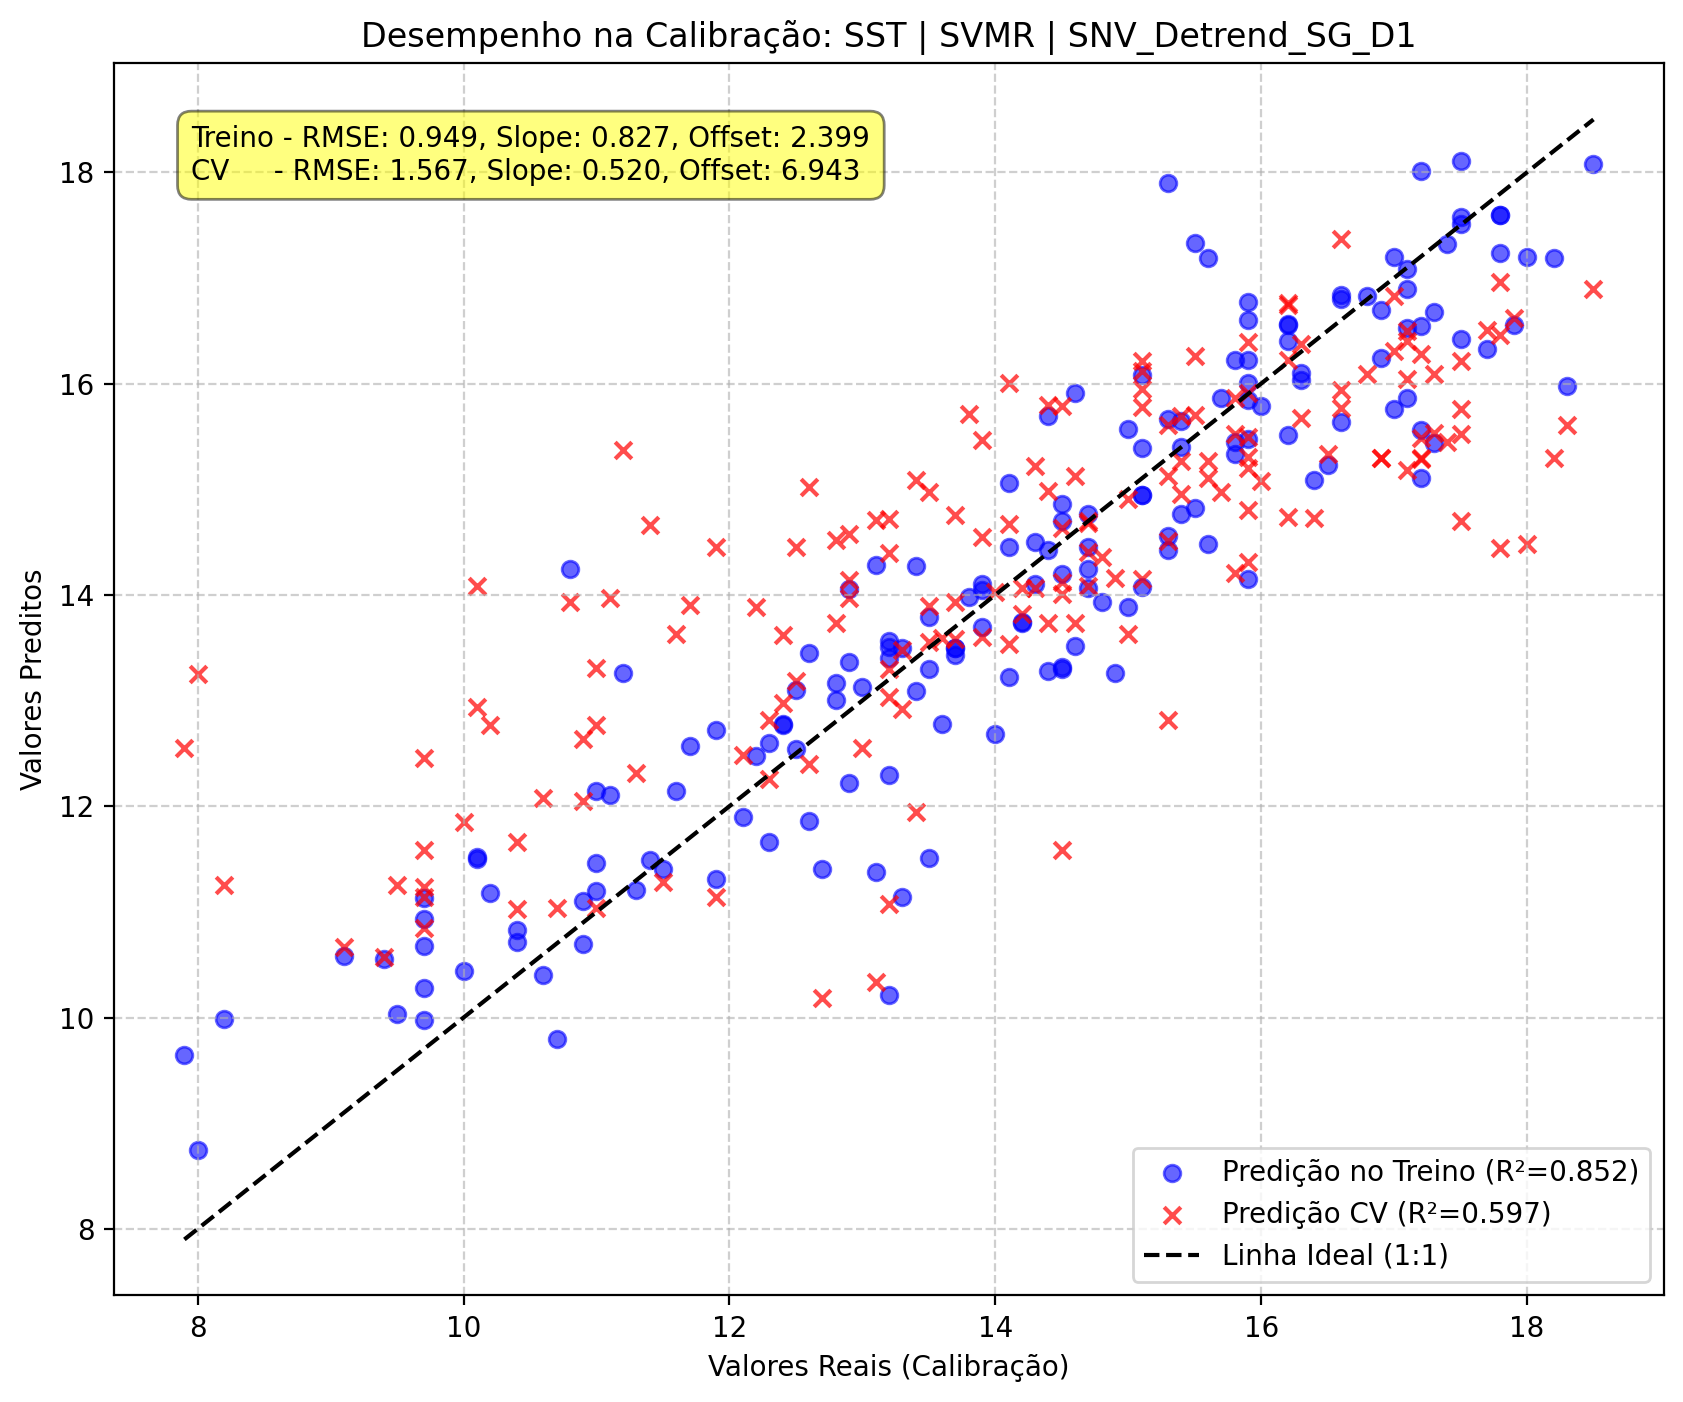 Desempenho na Calibração: SST | SVMR | SNV_Detrend_SG_D1
Treino - RMSE: 0.949, Slope: 0.827, Offset: 2.399
CV     - RMSE: 1.567, Slope: 0.520, Offset: 6.943
18
16
14
12
10
8
Valores Preditos
Predição no Treino (R²=0.852)
Predição CV (R²=0.597)
Linha Ideal (1:1)
8 10 12 14 16 18
Valores Reais (Calibração)